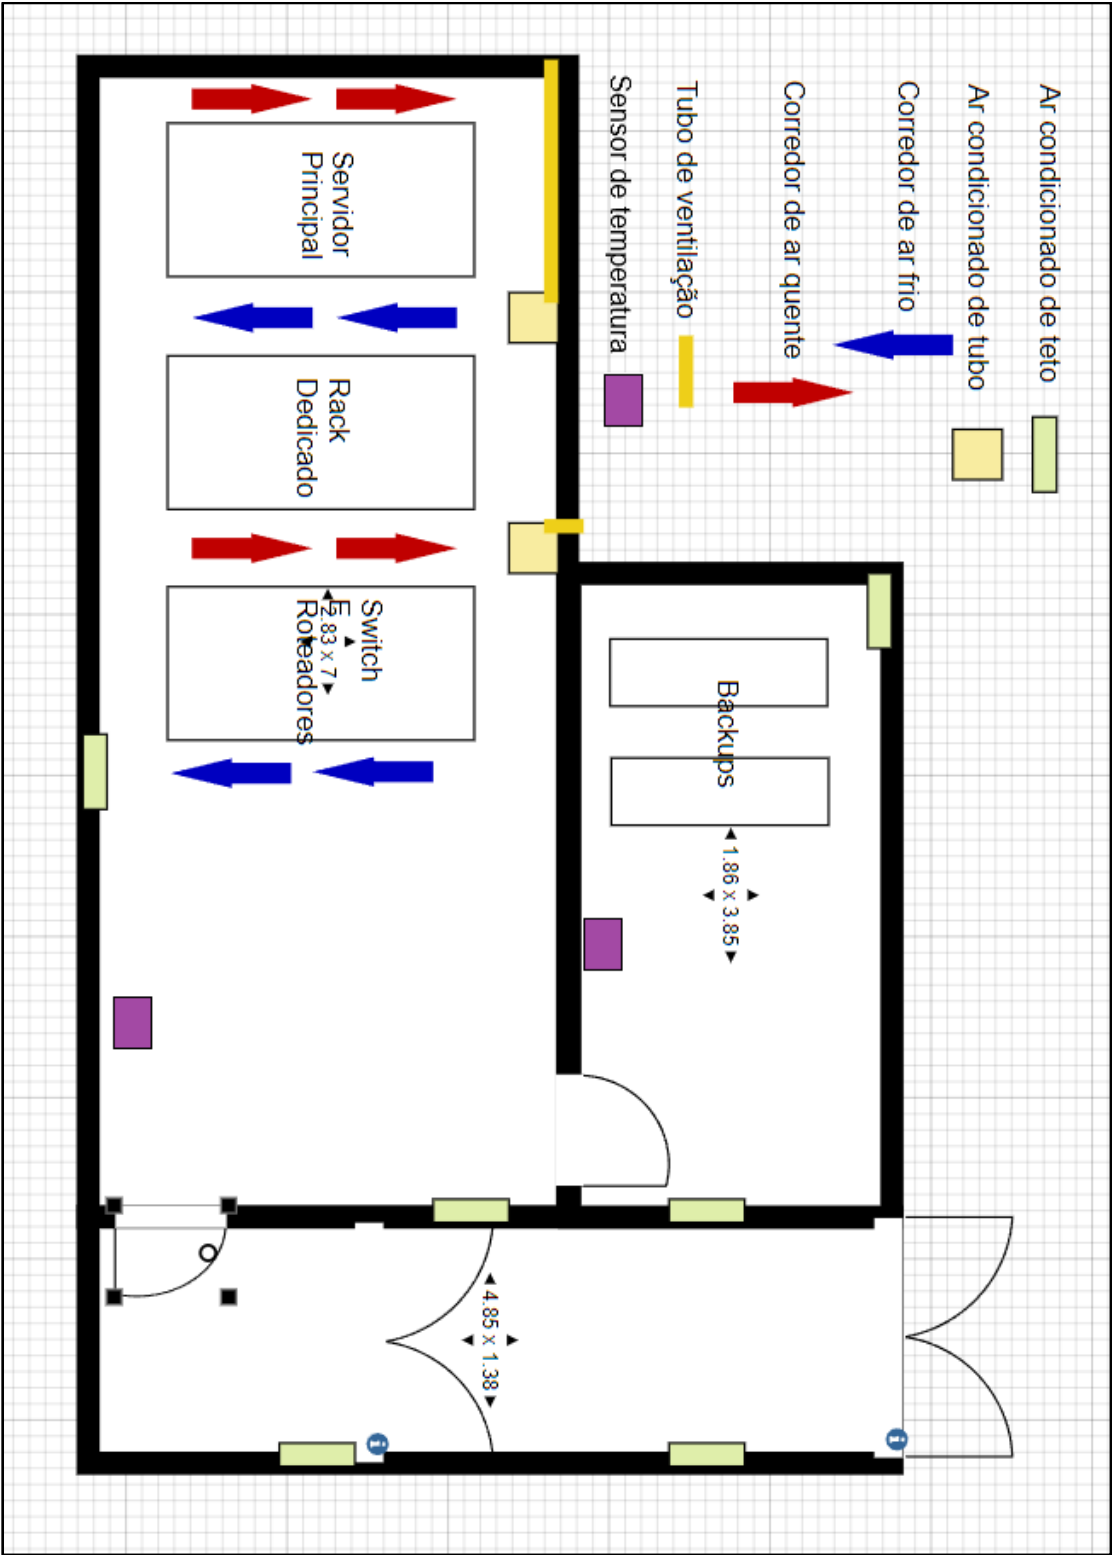 Ar condicionado de teto
Ar condicionado de tubo
Corredor de ar frio
Corredor de ar quente
Tubo de ventilação
Sensor de temperatura
Backups
1.86 x 3.85
Servidor
Principal
Rack
Dedicado
Switch
E
Roteadores
2.83 x 7
4.85 x 1.38